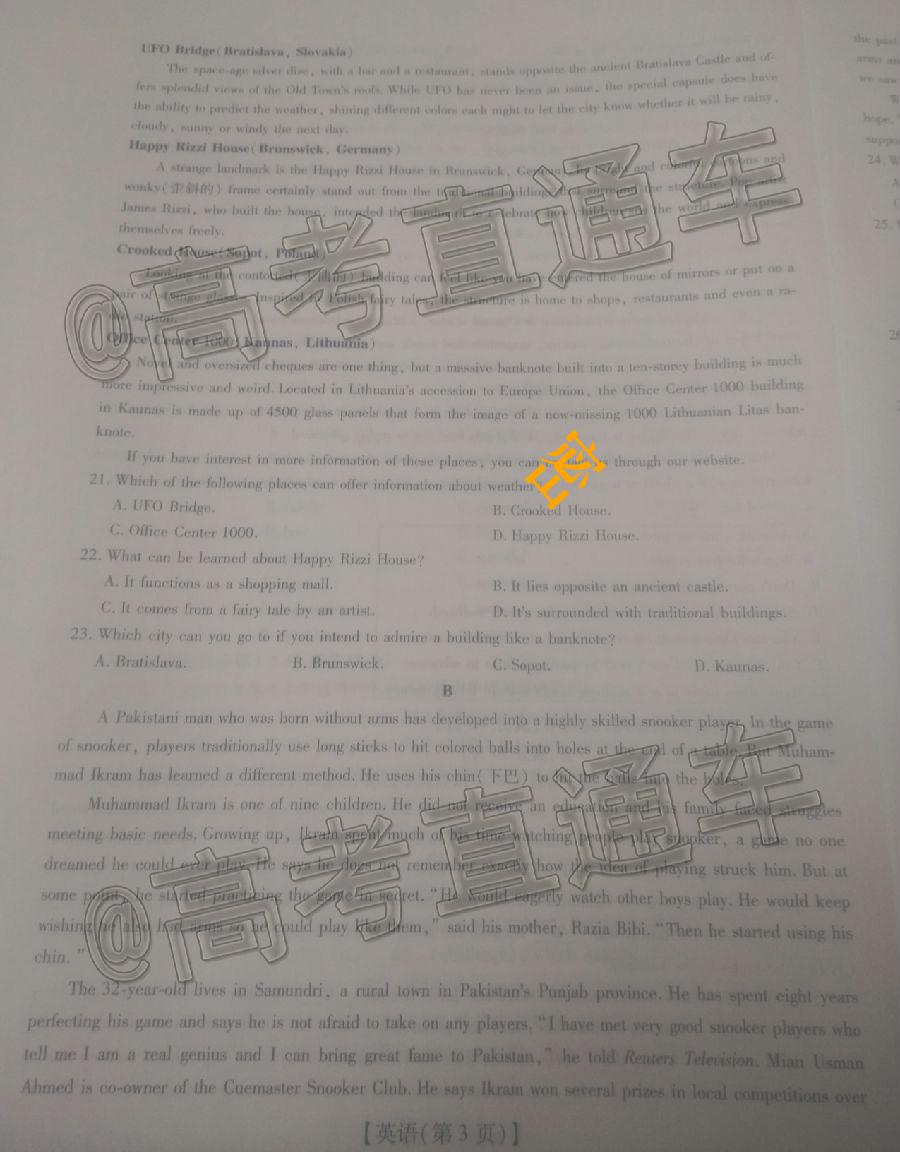 UFO Bridge(Bratislava, Slovakia)
The space-age silver disc, with a bar and a restaurant, stands opposite the ancient Bratislava Castle and of-
fers splendid views of the Old Town's roofs. While UFO has never been an issue, the special capsule does have
the ability to predict the weather, shining different colors each night to let the city know whether it will be rainy,
cloudy, sunny or windy the next day.
Happy Rizzi House(Brunswick, Germany)
A strange landmark is the Happy Rizzi House in Brunswick, and and
wonky(歪斜的) frame certainly stand out from the the structure. Pop artist
James Rizzi, who built the house, intended the landmark the world and express
themselves freely.
Crooked House(Sopot, Poland)
Looking at the building can feel like you have entered the house of mirrors or put on a
pair of strange Inspired by Polish fairy tales, the structure is home to shops, restaurants and even a ra-
station.
Office Center 1000(Kaunas, Lithuania)
Novel and oversized cheques are one thing, but a massive banknote built into a ten-storey building is much
more impressive and weird. Located in Lithuania's accession to Europe Union, the Office Center 1000 building
in Kaunas is made up of 4500 glass panels that form the image of a now-missing 1000 Lithuanian Litas ban-
knote.
If you have interest in more information of these places, you can through our website.
21. Which of the following places can offer information about weather
A. UFO Bridge. B. Crooked House.
C. Office Center 1000. D. Happy Rizzi House.
22. What can be learned about Happy Rizzi House?
A. It functions as a shopping mall. B. It lies opposite an ancient castle.
C. It comes from a fairy tale by an artist. D. It's surrounded with traditional buildings.
23. Which city can you go to if you intend to admire a building like a banknote?
A. Bratislava. B. Brunswick. C. Sopot. D. Kaunas.
B
A Pakistani man who was born without arms has developed into a highly skilled snooker player. In the game
of snooker, players traditionally use long sticks to hit colored balls into holes at the end of a table. But Muham-
mad Ikram has learned a different method. He uses his chin(下巴) to hit the balls into the holes.
Muhammad Ikram is one of nine children. He did not receive an education and his family faced struggles
meeting basic needs. Growing up, Ikram spent much of his time watching people play snooker, a game no one
dreamed he could ever play. He says he does not remember exactly how the idea of playing struck him. But at
some point, he started practicing the game in secret. "He would eagerly watch other boys play. He would keep
wishing he also had arms so he could play like them," said his mother, Razia Bibi. "Then he started using his
chin."
The 32-year-old lives in Samundri, a rural town in Pakistan's Punjab province. He has spent eight years
perfecting his game and says he is not afraid to take on any players. "I have met very good snooker players who
tell me I am a real genius and I can bring great fame to Pakistan," he told Reuters Television. Mian Usman
Ahmed is co-owner of the Cuemaster Snooker Club. He says Ikram won several prizes in local competitions over
【英语(第 3 页)】
the past
we saw
hope."
24. W
A
25.
@高考直通车
@高考直通车
密